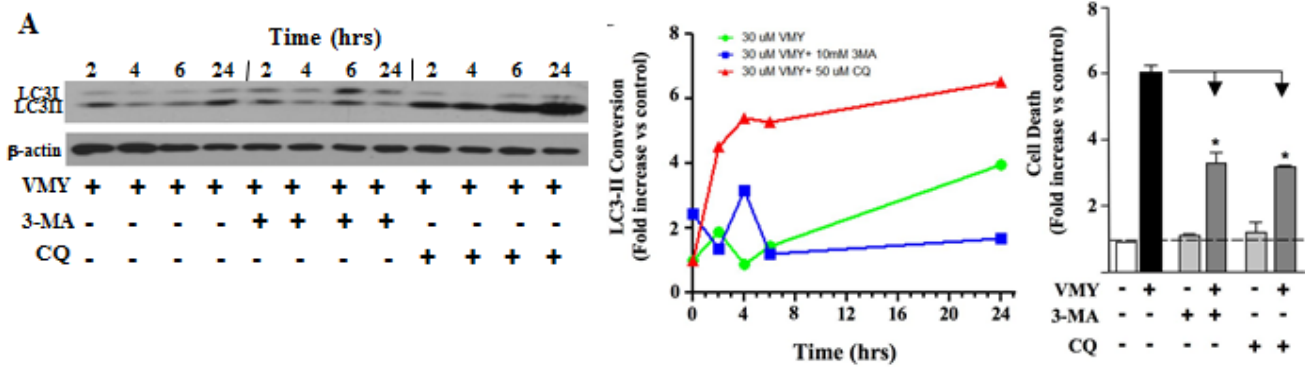 A
Time (hrs)
2 4 6 24 2 4 6 24 2 4 6 24
LC3I
LC3II
β-actin
VMY + + + + + + + + + + + +
3-MA - - - - + + + + - - - -
CQ - - - - - - - - + + + +
LC3-II Conversion
(Fold increase vs control)
8
6
4
2
0
30 uM VMY
30 uM VMY+ 10mM 3MA
30 uM VMY+ 50 uM CQ
0 4 8 12 16 20 24
Time (hrs)
Cell Death
(Fold increase vs control)
8
6
4
2
* *
VMY - + - + - +
3-MA - - + + - -
CQ - - - - + +